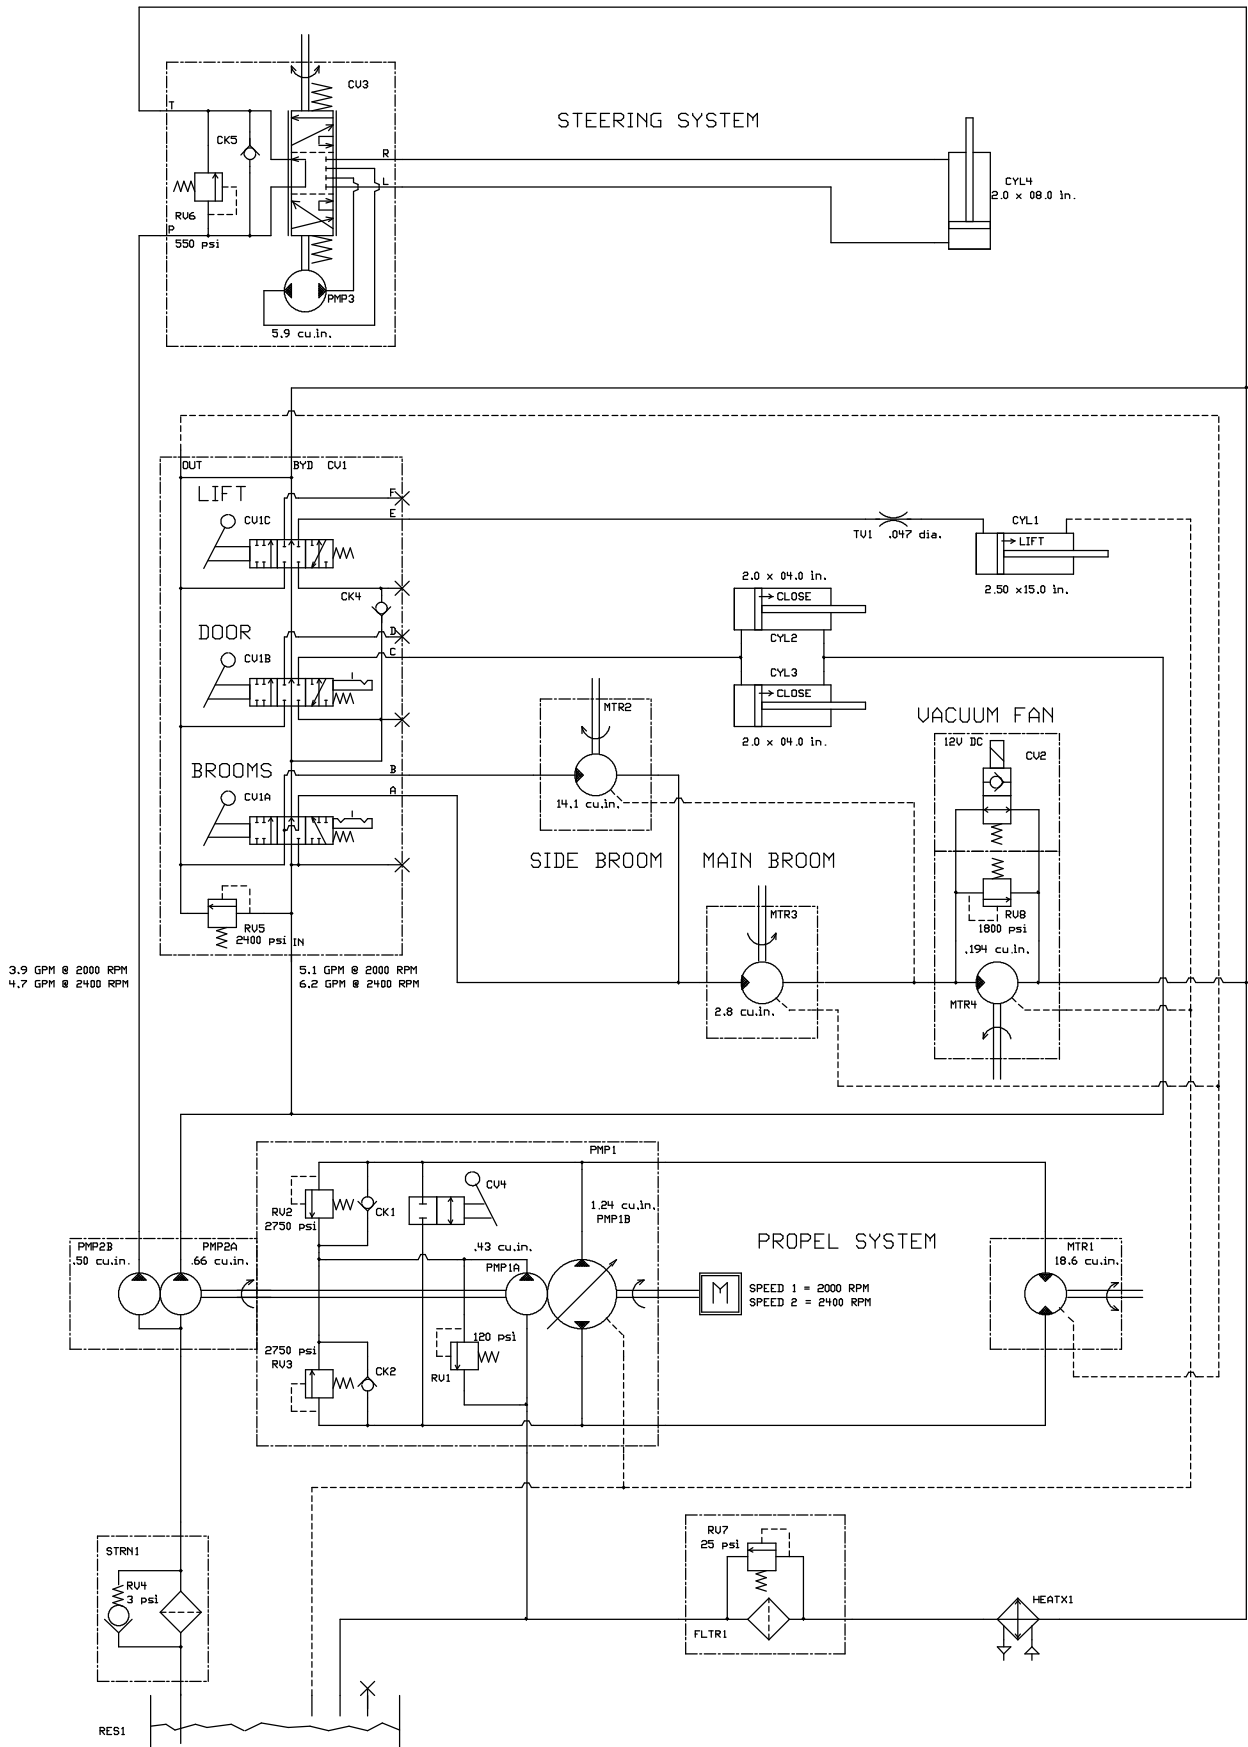 CV3
T
CK5
STEERING SYSTEM
R
L
CYL4
2.0 x 08.0 in.
RV6
P
550 psi
PMP3
5.9 cu.in.
OUT
BYD CV1
LIFT
F
CV1C
E
TV1 .047 dia.
CYL1
LIFT
2.50 x15.0 in.
CK4
2.0 x 04.0 in.
CLOSE
CYL2
DOOR
D
CV1B
C
CYL3
CLOSE
2.0 x 04.0 in.
MTR2
VACUUM FAN
12V DC
CV2
BROOMS
B
CV1A
A
14.1 cu.in.
SIDE BROOM
MAIN BROOM
MTR3
RV8
1800 psi
RV5
2400 psi
IN
.194 cu.in.
3.9 GPM @ 2000 RPM
4.7 GPM @ 2400 RPM
5.1 GPM @ 2000 RPM
6.2 GPM @ 2400 RPM
2.8 cu.in.
MTR4
PMP1
CV4
RV2
2750 psi
CK1
1.24 cu.in.
PMP1B
PMP2B
.50 cu.in.
PMP2A
.66 cu.in.
.43 cu.in.
PMP1A
PROPEL SYSTEM
MTR1
18.6 cu.in.
M
SPEED 1 = 2000 RPM
SPEED 2 = 2400 RPM
120 psi
2750 psi
RV3
CK2
RV1
STRN1
RV4
3 psi
RV7
25 psi
FLTR1
HEATX1
RES1